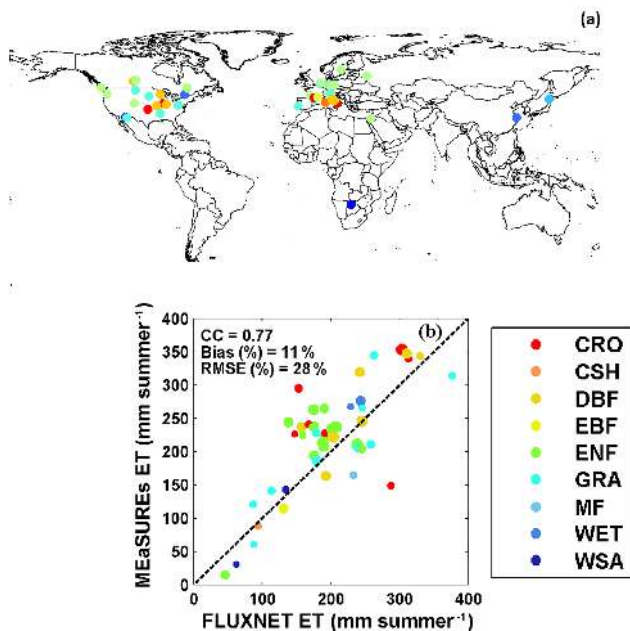 (a)
400
350
300
250
200
150
100
50
0
MEaSUREs ET (mm summer⁻¹)
CC = 0.77
Bias (%) = 11%
RMSE (%) = 28%
(b)
0 100 200 300 400
FLUXNET ET (mm summer⁻¹)
CRO
CSH
DBF
EBF
ENF
GRA
MF
WET
WSA